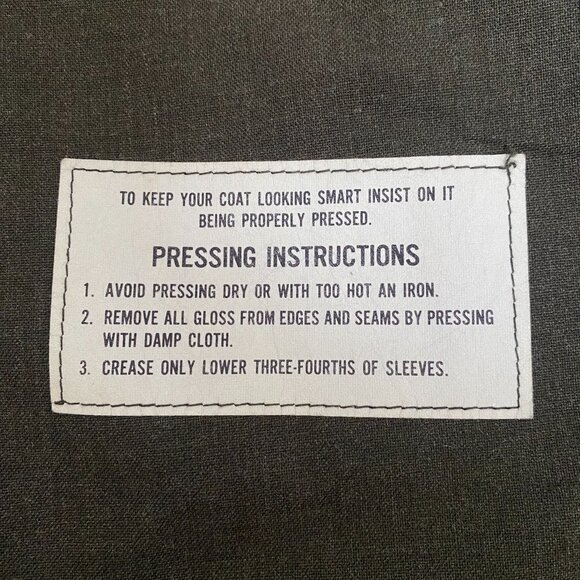 TO KEEP YOUR COAT LOOKING SMART INSIST ON IT
BEING PROPERLY PRESSED.
PRESSING INSTRUCTIONS
1. AVOID PRESSING DRY OR WITH TOO HOT AN IRON.
2. REMOVE ALL GLOSS FROM EDGES AND SEAMS BY PRESSING
WITH DAMP CLOTH.
3. CREASE ONLY LOWER THREE-FOURTHS OF SLEEVES.